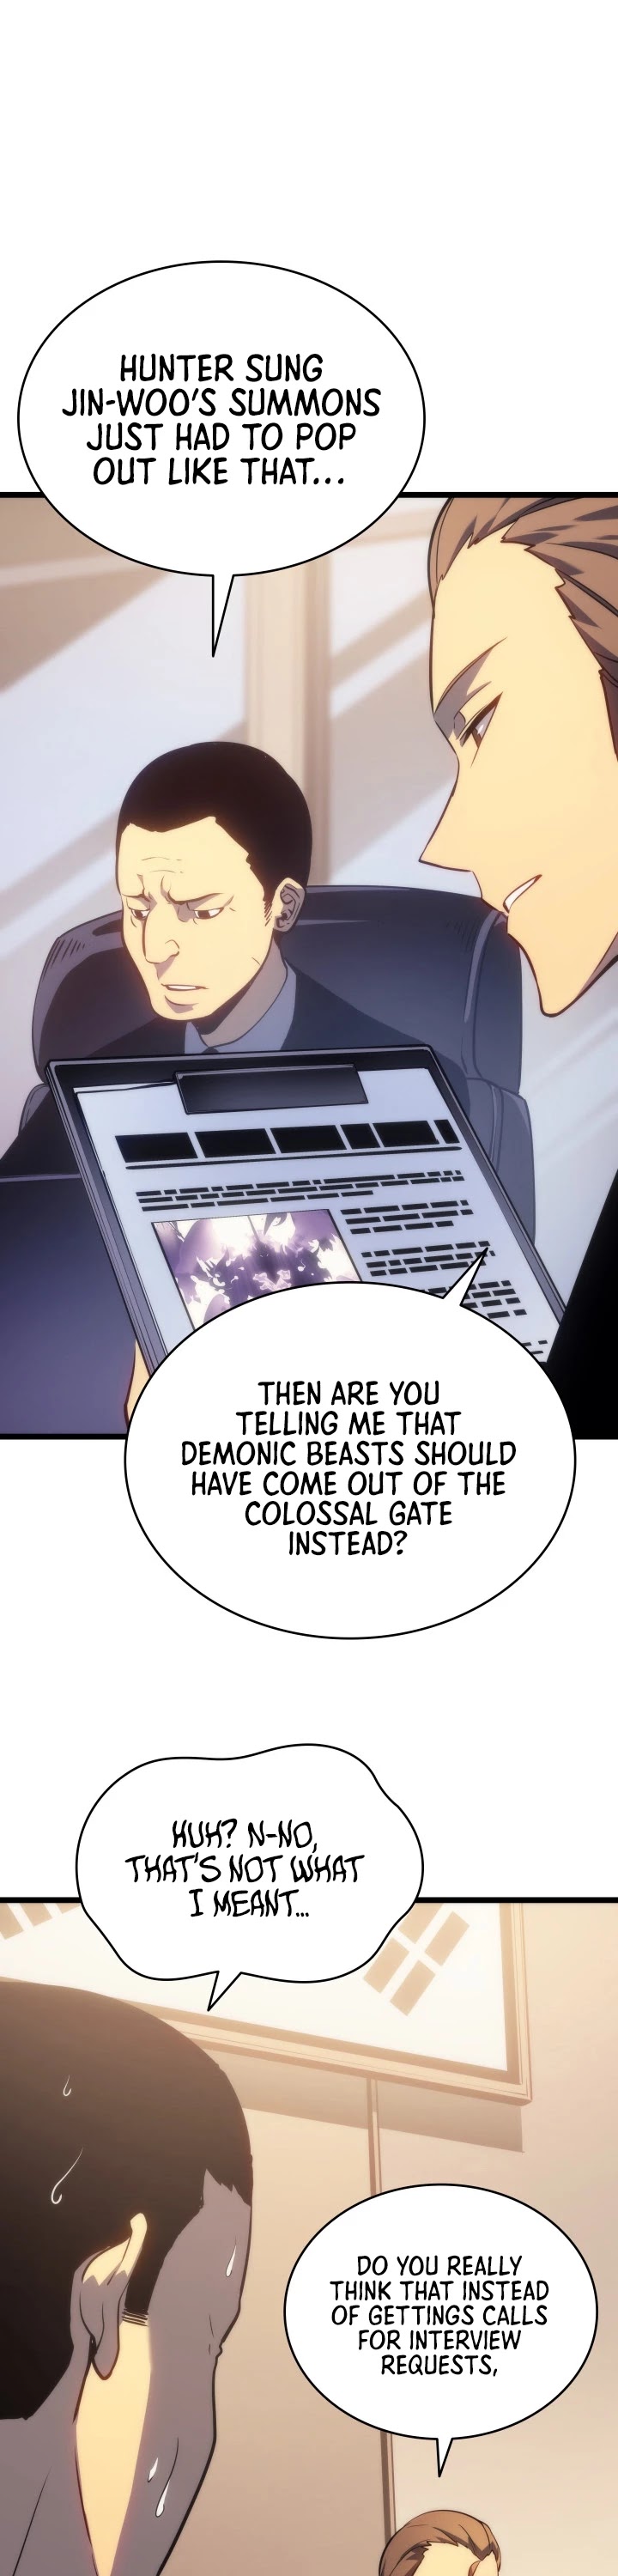 HUNTER SUNG
JIN-WOO'S SUMMONS
JUST HAD TO POP
OUT LIKE THAT...
THEN ARE YOU
TELLING ME THAT
DEMONIC BEASTS SHOULD
HAVE COME OUT OF THE
COLOSSAL GATE
INSTEAD?
HUH? N-NO,
THAT'S NOT WHAT
I MEANT...
DO YOU REALLY
THINK THAT INSTEAD
OF GETTINGS CALLS
FOR INTERVIEW
REQUESTS,